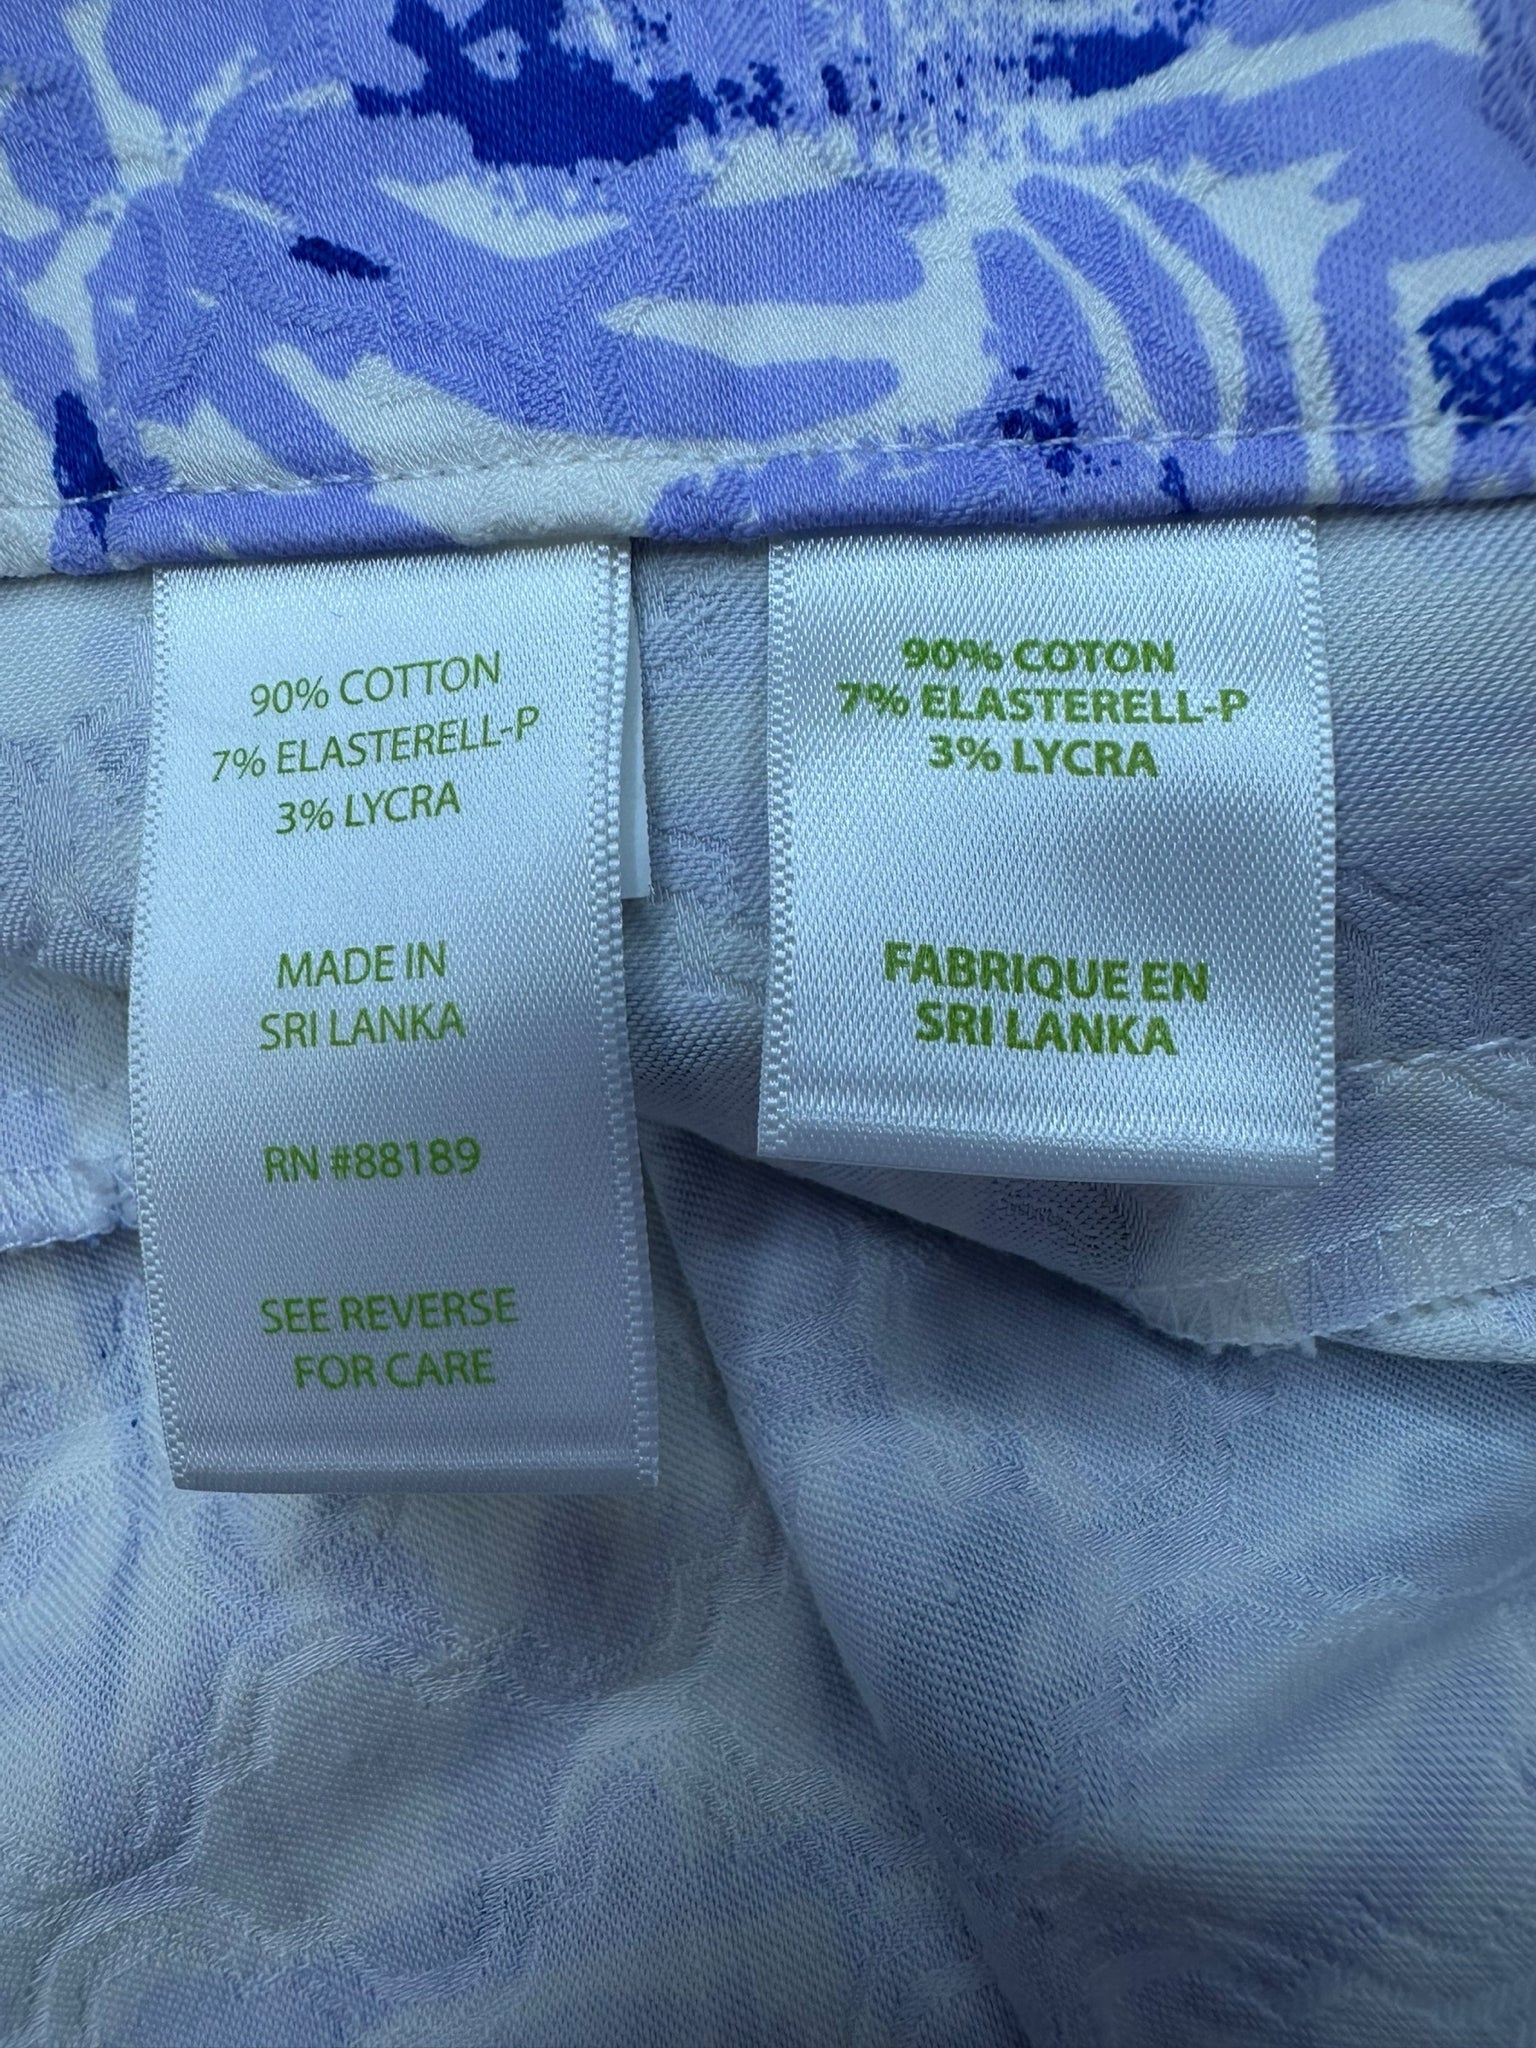 90% COTTON
7% ELASTERELL-P
3% LYCRA
MADE IN
SRI LANKA
RN #88189
SEE REVERSE
FOR CARE
90% COTON
7% ELASTERELL-P
3% LYCRA
FABRIQUE EN
SRI LANKA